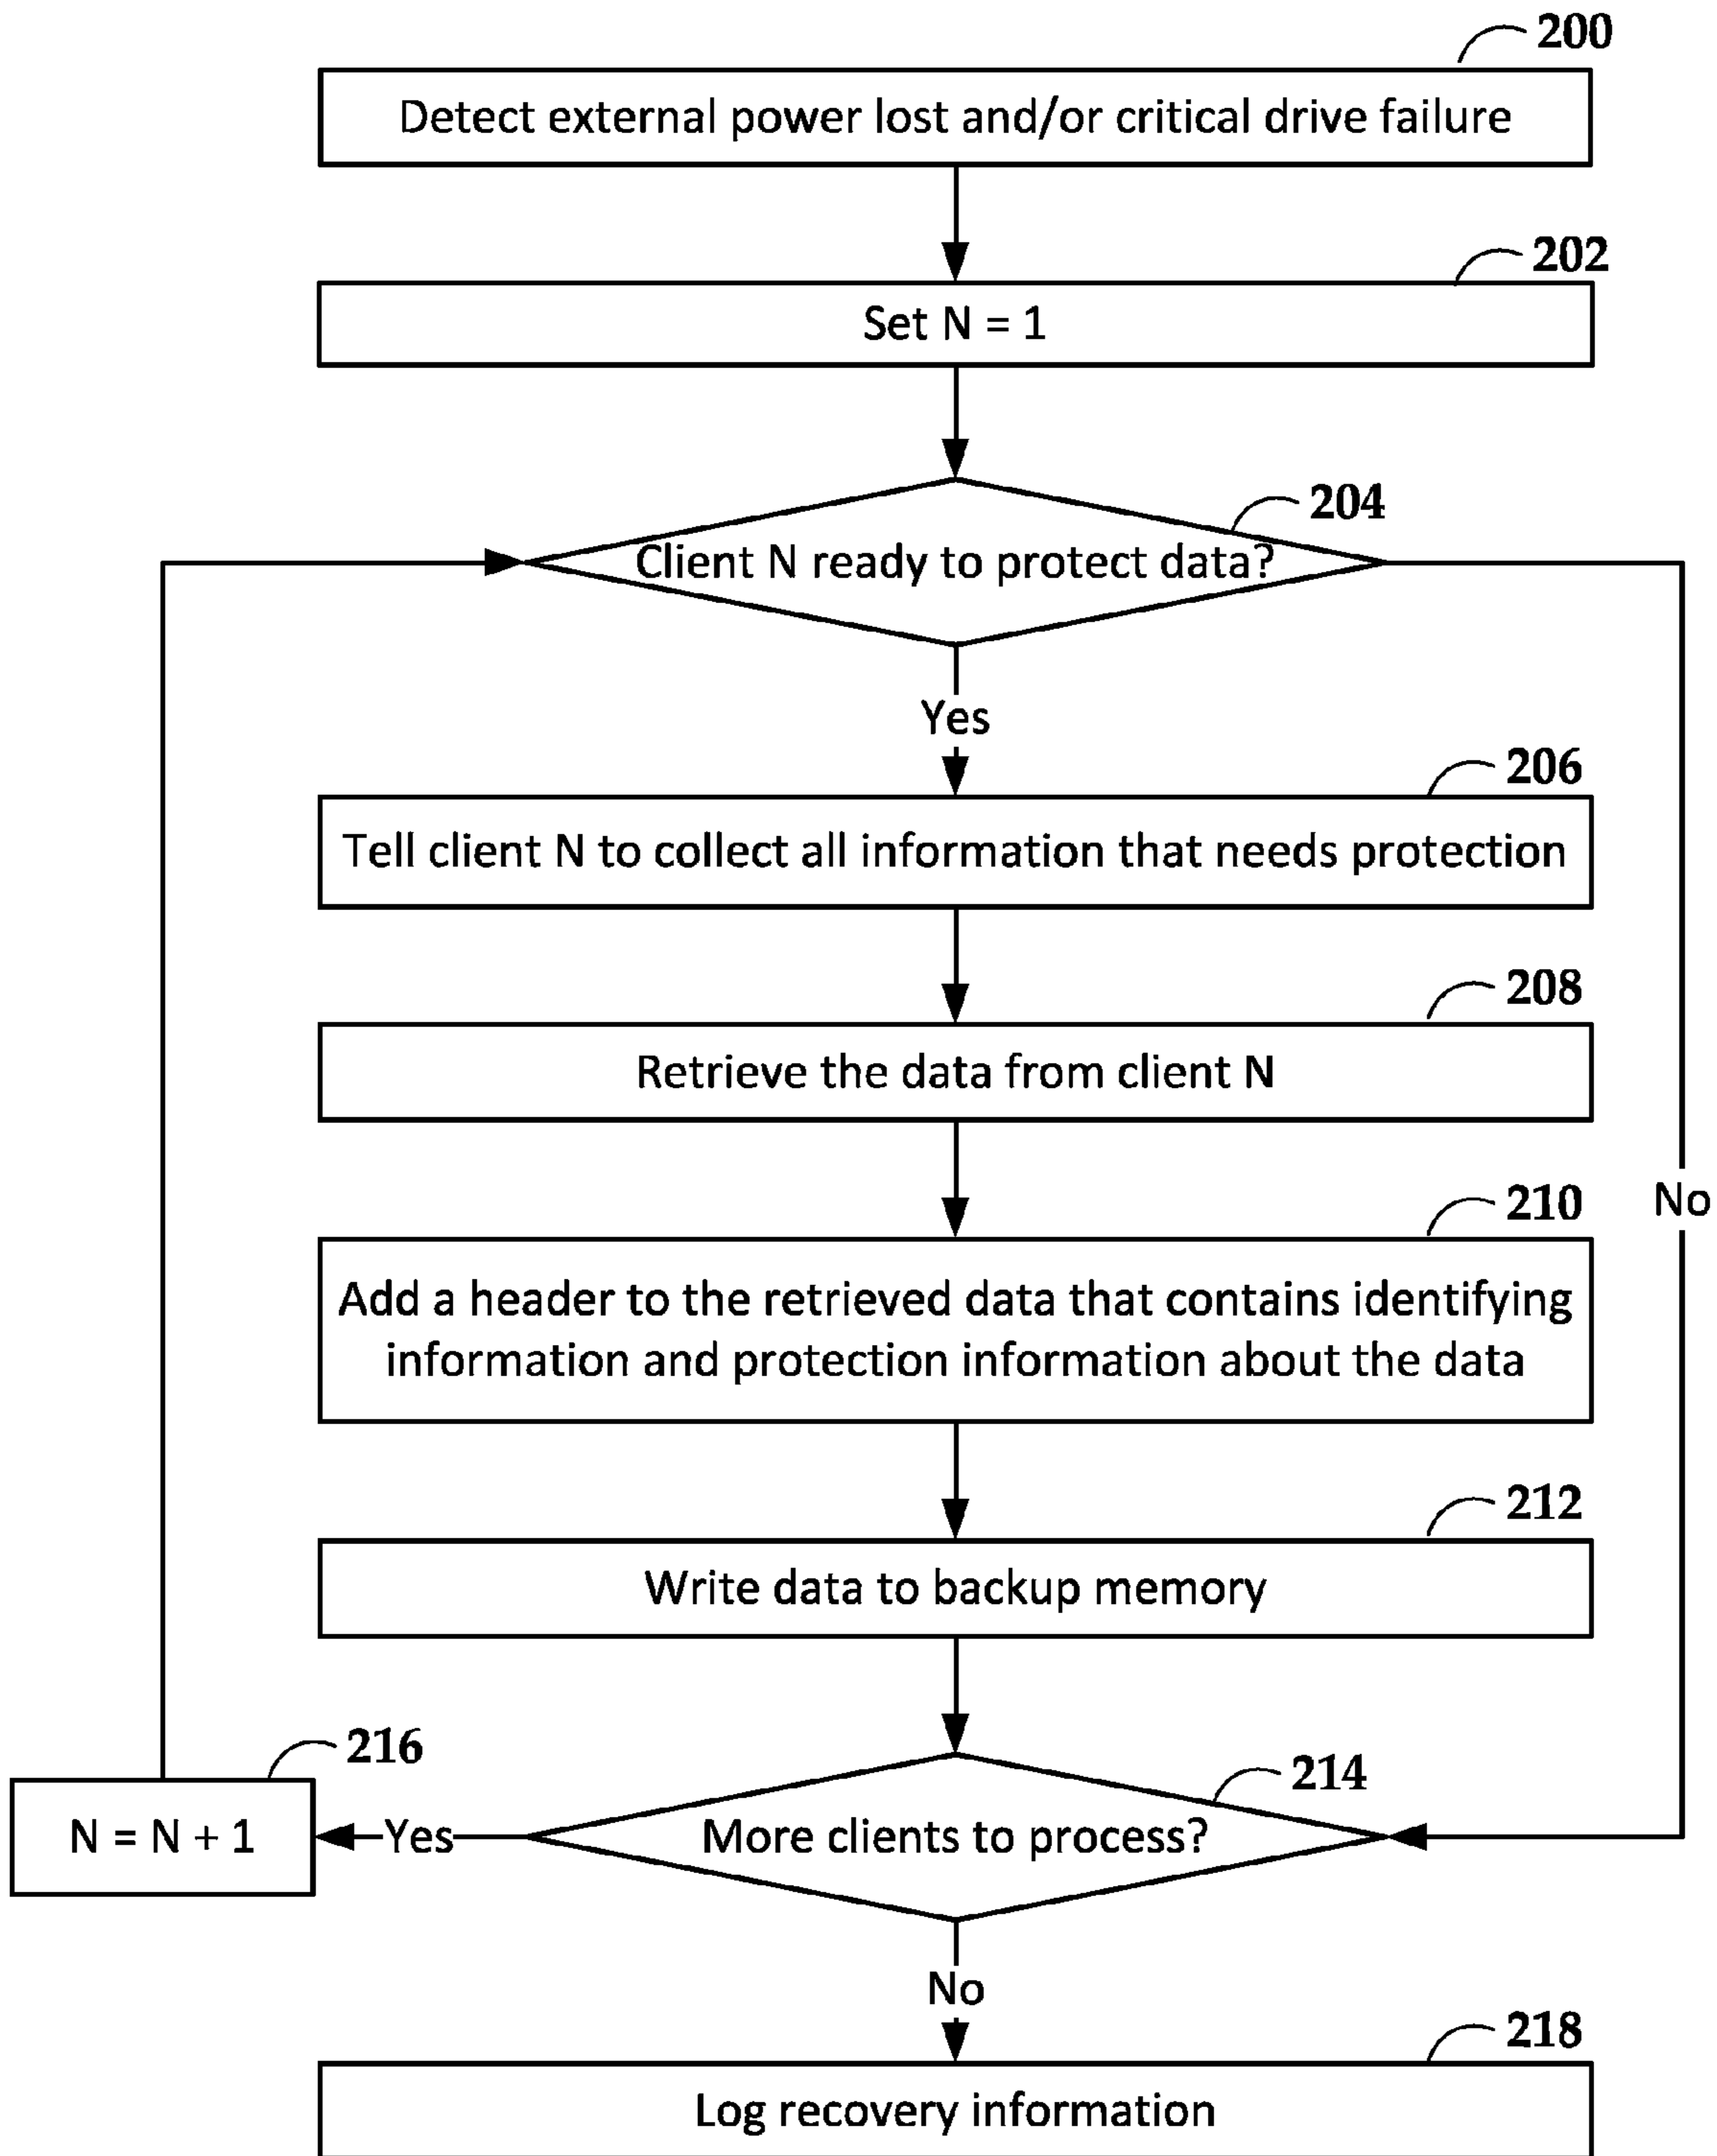 200
Detect external power lost and/or critical drive failure
202
Set N = 1
204
Client N ready to protect data?
Yes
206
Tell client N to collect all information that needs protection
208
Retrieve the data from client N
210
No
Add a header to the retrieved data that contains identifying
information and protection information about the data
212
Write data to backup memory
216
214
N = N + 1
Yes
More clients to process?
No
218
Log recovery information